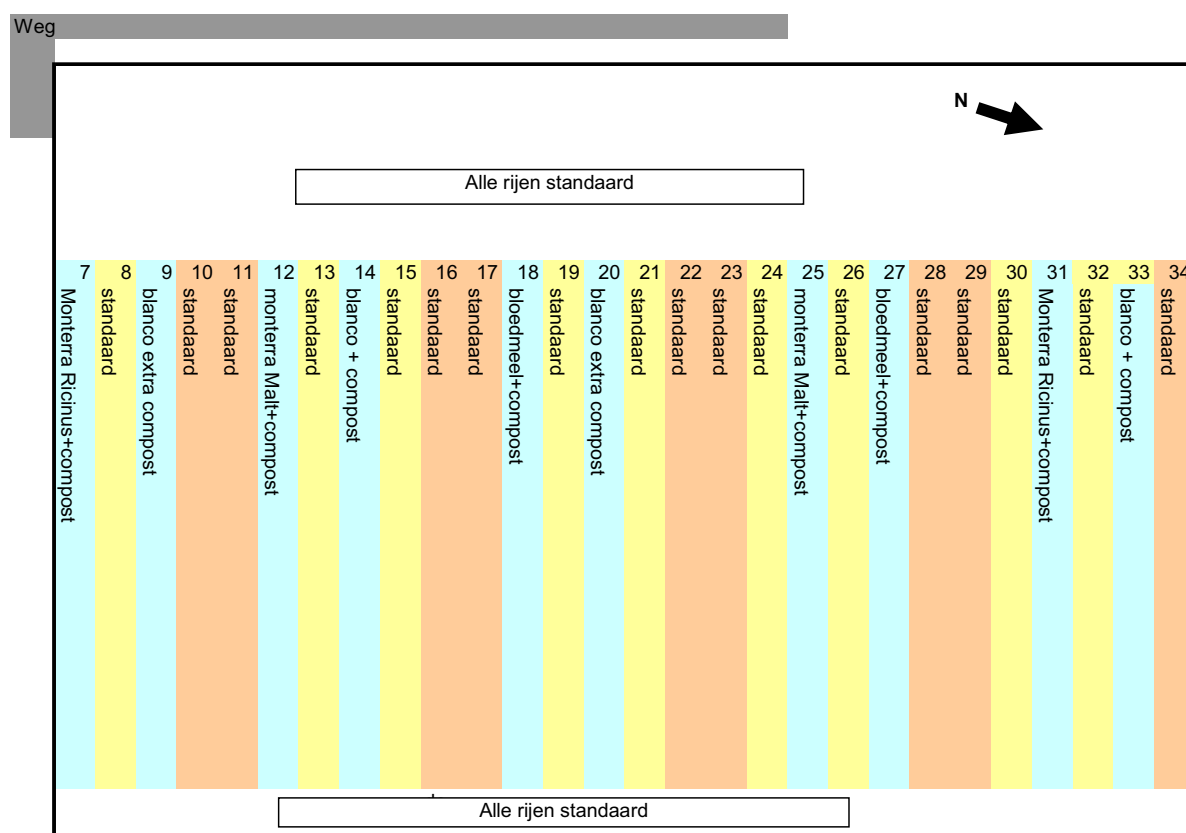 Weg
N
Alle rijen standaard
7 8 9 10 11 12 13 14 15 16 17 18 19 20 21 22 23 24 25 26 27 28 29 30 31 32 33 34
Monterra Ricinus+compost
standaard
blanco extra compost
standaard
standaard
monterra Malt+compost
standaard
blanco + compost
standaard
standaard
standaard
bloedmeel+compost
standaard
blanco extra compost
standaard
standaard
standaard
standaard
monterra Malt+compost
standaard
bloedmeel+compost
standaard
standaard
standaard
Monterra Ricinus+compost
standaard
blanco + compost
standaard
Alle rijen standaard